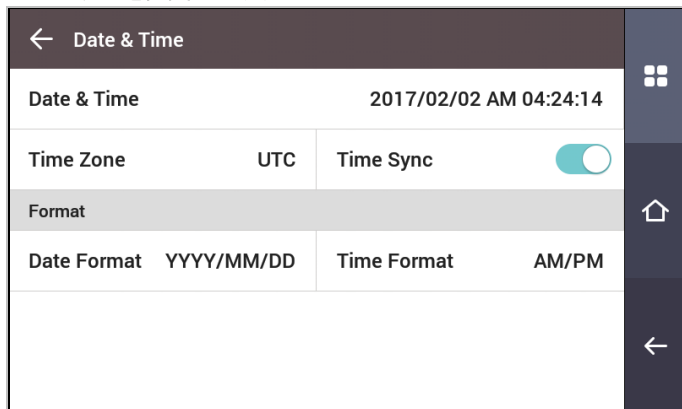 Date & Time
Date & Time 2017/02/02 AM 04:24:14
Time Zone UTC Time Sync
Format
Date Format YYYY/MM/DD Time Format AM/PM